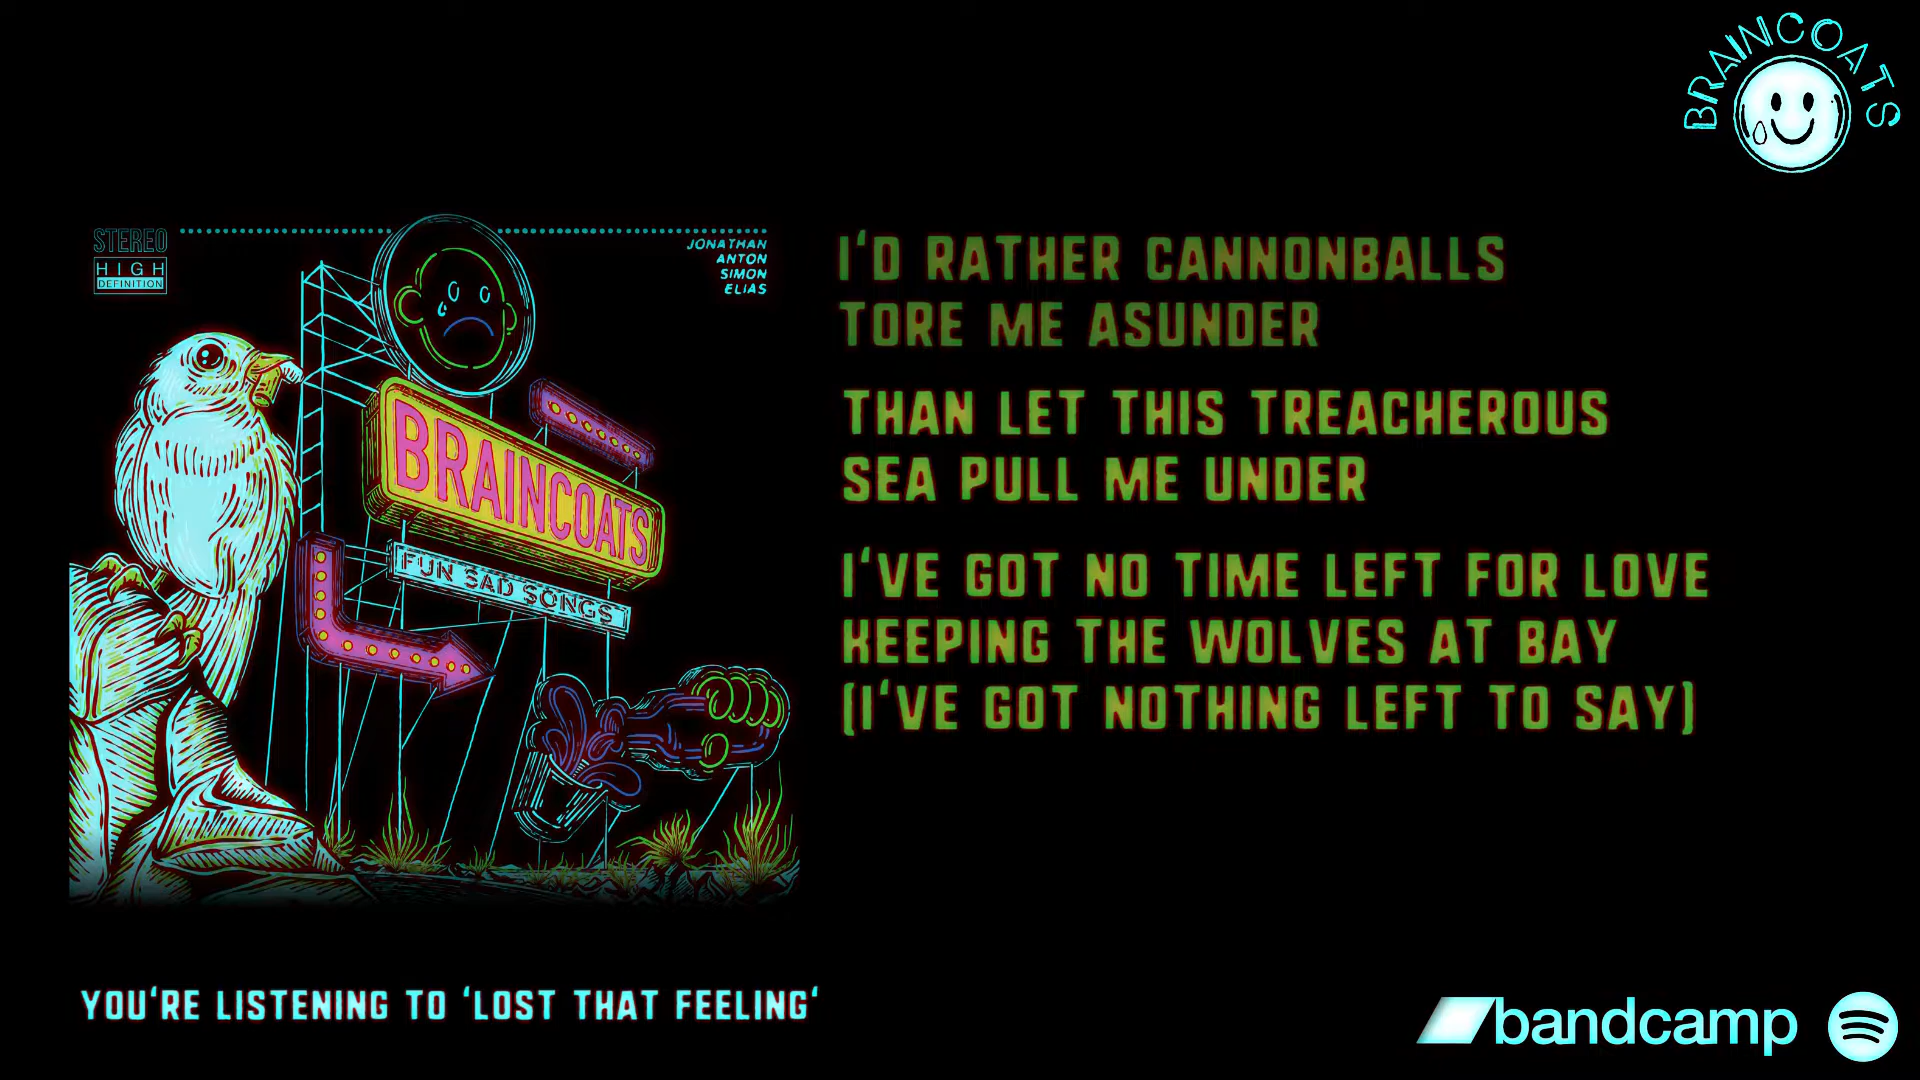 BRAINCOATS
STEREO
HIGH
DEFINITION
JONATHAN
ANTON
SIMON
ELIAS
BRAINCOATS
FUN SAD SONGS
I'D RATHER CANNONBALLS
TORE ME ASUNDER
THAN LET THIS TREACHEROUS
SEA PULL ME UNDER
I'VE GOT NO TIME LEFT FOR LOVE
KEEPING THE WOLVES AT BAY
(I'VE GOT NOTHING LEFT TO SAY)
YOU'RE LISTENING TO 'LOST THAT FEELING'
bandcamp